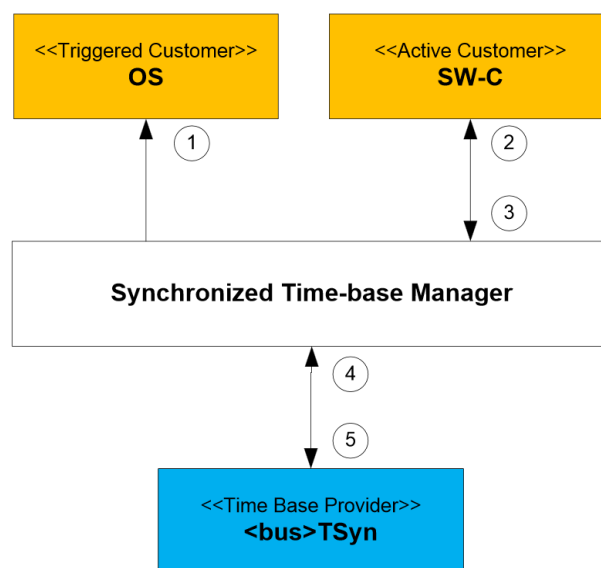 <<Triggered Customer>>
OS
<<Active Customer>>
SW-C
1
2
3
Synchronized Time-base Manager
4
5
<<Time Base Provider>>
<bus>TSyn